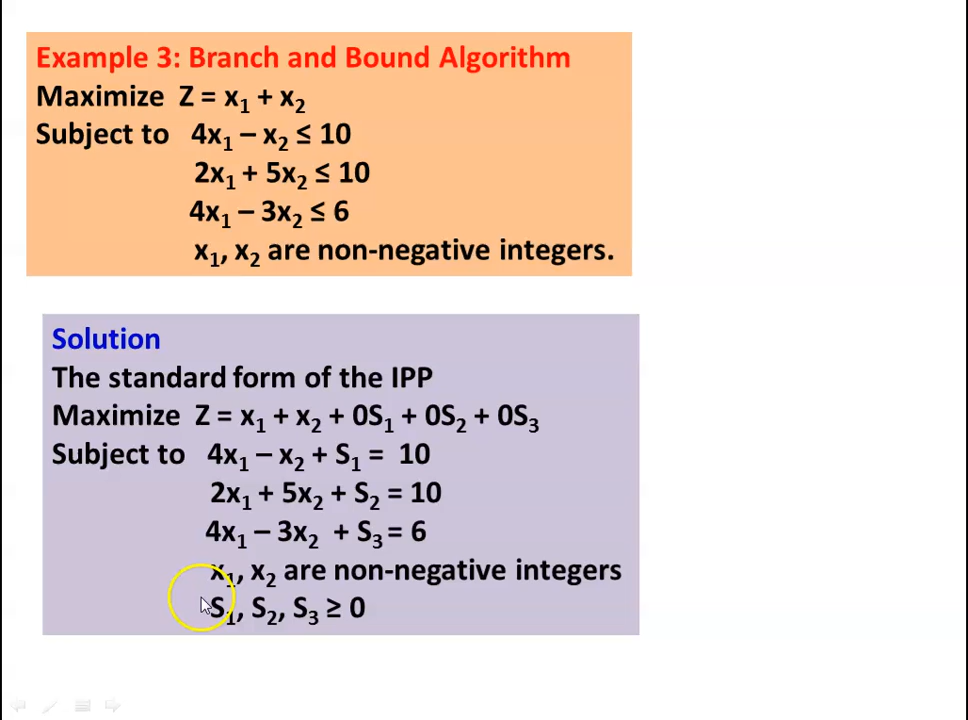 Example 3: Branch and Bound Algorithm
Maximize Z = x₁ + x₂
Subject to 4x₁ – x₂ ≤ 10
2x₁ + 5x₂ ≤ 10
4x₁ – 3x₂ ≤ 6
x₁, x₂ are non-negative integers.
Solution
The standard form of the IPP
Maximize Z = x₁ + x₂ + 0S₁ + 0S₂ + 0S₃
Subject to 4x₁ – x₂ + S₁ = 10
2x₁ + 5x₂ + S₂ = 10
4x₁ – 3x₂ + S₃ = 6
x₁, x₂ are non-negative integers
S₁, S₂, S₃ ≥ 0